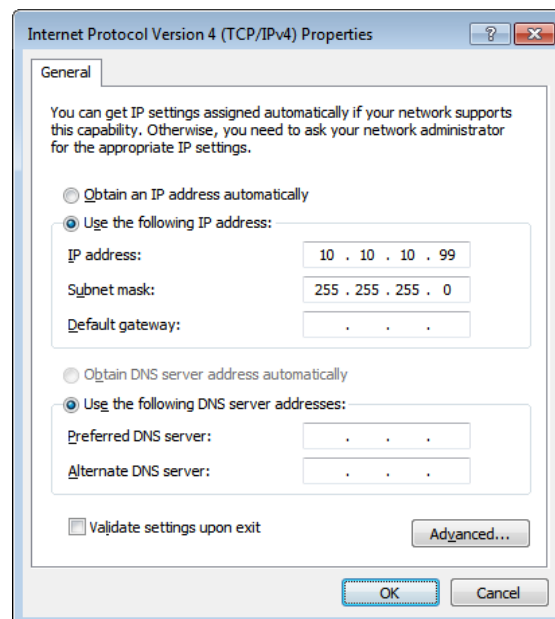 Internet Protocol Version 4 (TCP/IPv4) Properties
?
General
You can get IP settings assigned automatically if your network supports
this capability. Otherwise, you need to ask your network administrator
for the appropriate IP settings.
Obtain an IP address automatically
Use the following IP address:
IP address: 10 . 10 . 10 . 99
Subnet mask: 255 . 255 . 255 . 0
Default gateway: . . .
Obtain DNS server address automatically
Use the following DNS server addresses:
Preferred DNS server: . . .
Alternate DNS server: . . .
Validate settings upon exit
Advanced...
OK Cancel